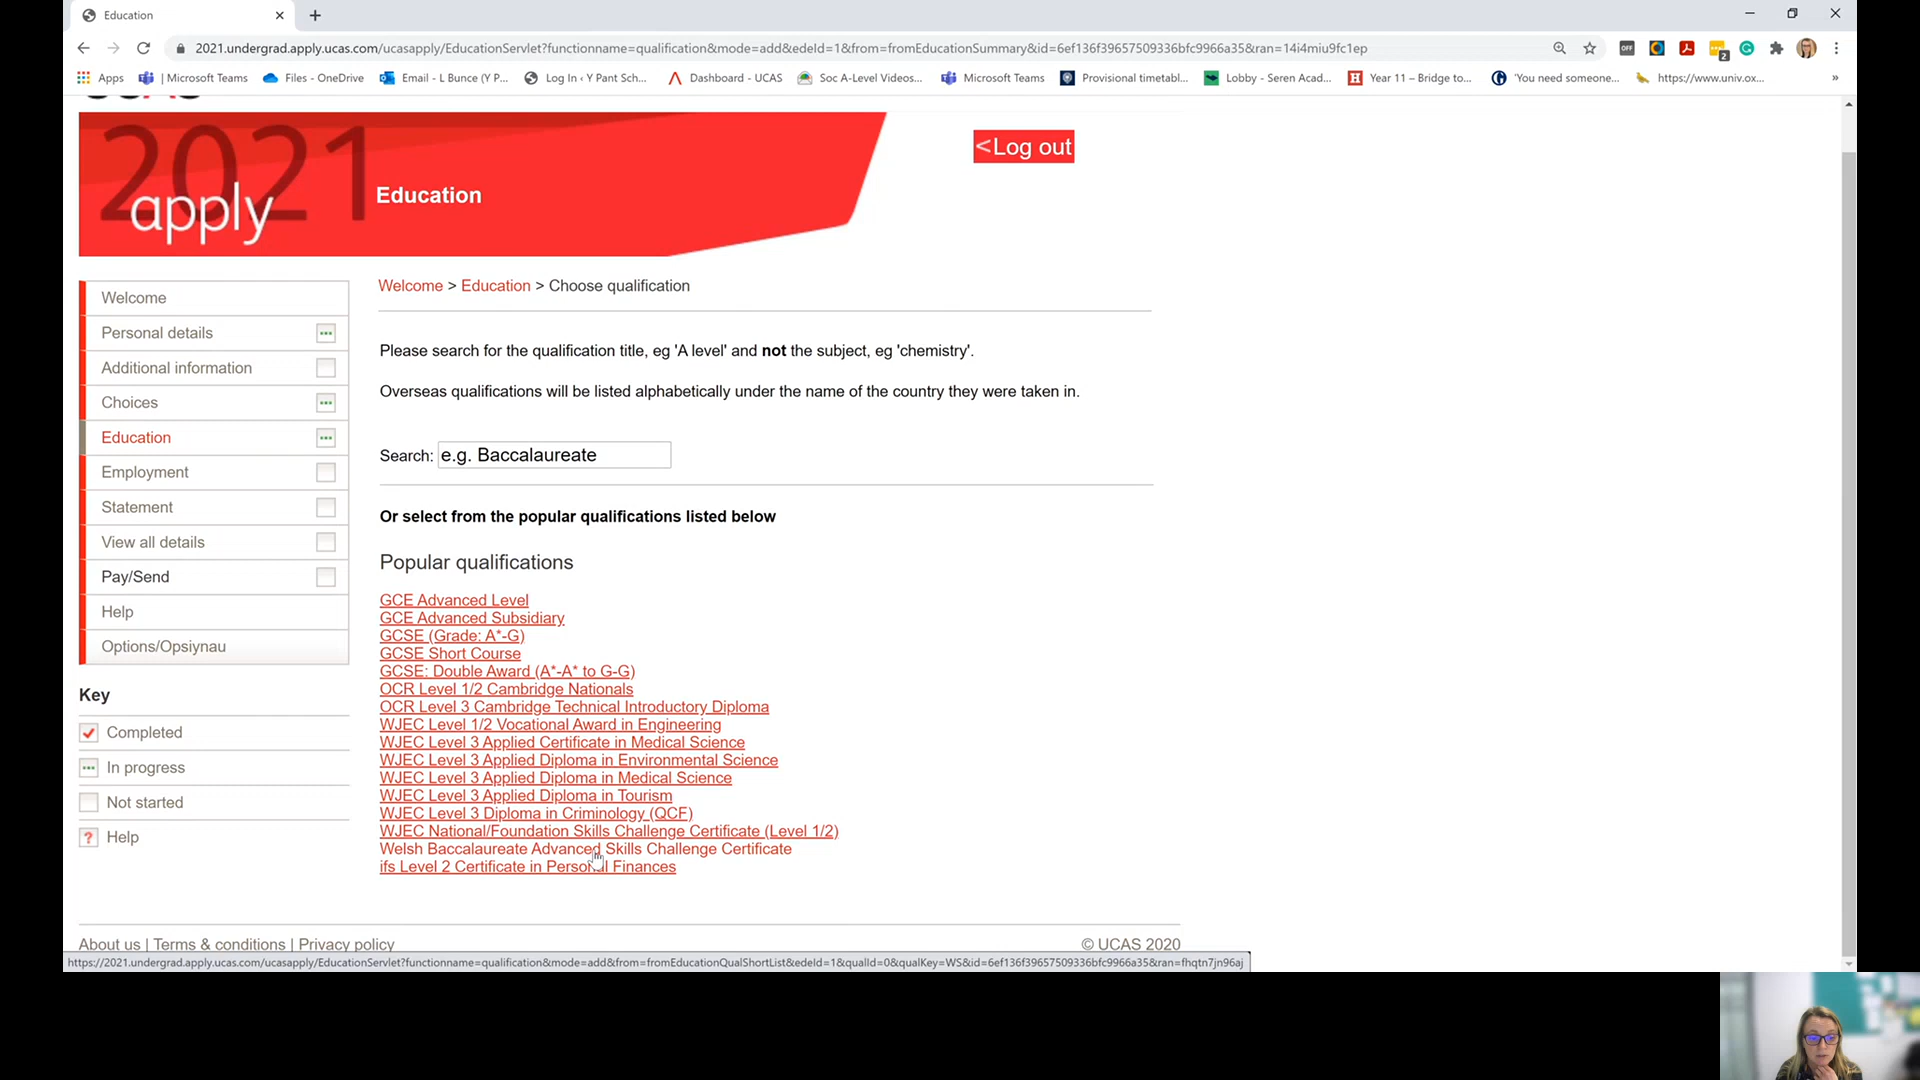 Education
2021.undergrad.apply.ucas.com/ucasapply/EducationServlet?functionname=qualification&mode=add&edeId=1&from=fromEducationSummary&id=6ef136f39657509336bfc9966a35&ran=14i4miu9fc1ep
OFF
2
Apps | Microsoft Teams Files - OneDrive Email - L Bunce (Y P... Log In ‹ Y Pant Sch... Dashboard - UCAS Soc A-Level Videos... Microsoft Teams Provisional timetabl... Lobby - Seren Acad... Year 11 – Bridge to... 'You need someone... https://www.univ.ox... »
2021
apply
Education
<Log out
Welcome
Personal details
Additional information
Choices
Education
Employment
Statement
View all details
Pay/Send
Help
Options/Opsiynau
Key
Completed
In progress
Not started
? Help
Welcome > Education > Choose qualification
Please search for the qualification title, eg 'A level' and not the subject, eg 'chemistry'.
Overseas qualifications will be listed alphabetically under the name of the country they were taken in.
Search: e.g. Baccalaureate
Or select from the popular qualifications listed below
Popular qualifications
GCE Advanced Level
GCE Advanced Subsidiary
GCSE (Grade: A*-G)
GCSE Short Course
GCSE: Double Award (A*-A* to G-G)
OCR Level 1/2 Cambridge Nationals
OCR Level 3 Cambridge Technical Introductory Diploma
WJEC Level 1/2 Vocational Award in Engineering
WJEC Level 3 Applied Certificate in Medical Science
WJEC Level 3 Applied Diploma in Environmental Science
WJEC Level 3 Applied Diploma in Medical Science
WJEC Level 3 Applied Diploma in Tourism
WJEC Level 3 Diploma in Criminology (QCF)
WJEC National/Foundation Skills Challenge Certificate (Level 1/2)
Welsh Baccalaureate Advanced Skills Challenge Certificate
ifs Level 2 Certificate in Personal Finances
About us | Terms & conditions | Privacy policy
© UCAS 2020
https://2021.undergrad.apply.ucas.com/ucasapply/EducationServlet?functionname=qualification&mode=add&from=fromEducationQualShortList&edeId=1&qualId=0&qualKey=WS&id=6ef136f39657509336bfc9966a35&ran=fhqtn7jn96aj